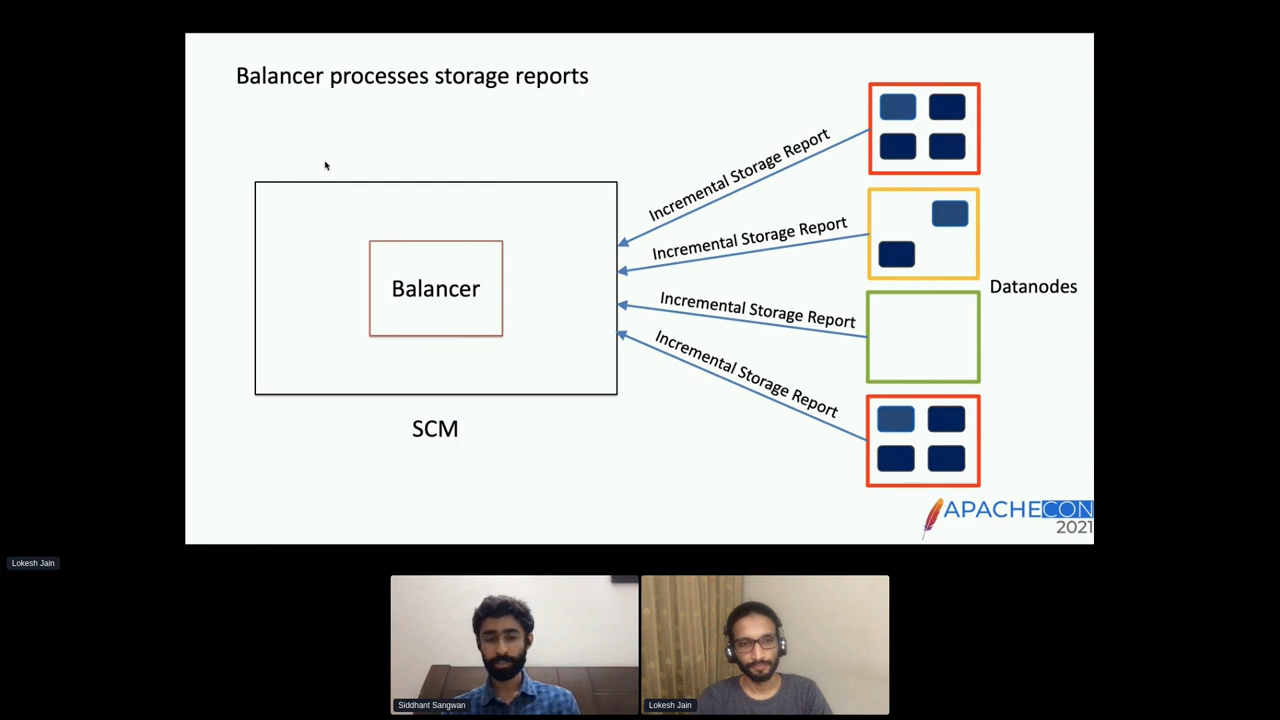 Balancer processes storage reports
Incremental Storage Report
Incremental Storage Report
Balancer
Datanodes
Incremental Storage Report
Incremental Storage Report
SCM
APACHECON
2021
Lokesh Jain
Siddhant Sangwan
Lokesh Jain